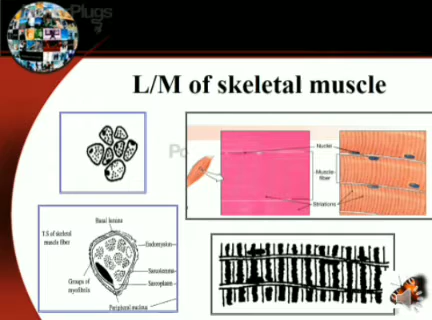 Plugs
L/M of skeletal muscle
Nuclei
Muscle
fiber
Striations
Basal lamina
T.S of skeletal
muscle fiber
Endomysium
Sarcolemma
Sarcoplasm
Groups of
myofibrils
Peripheral nucleus